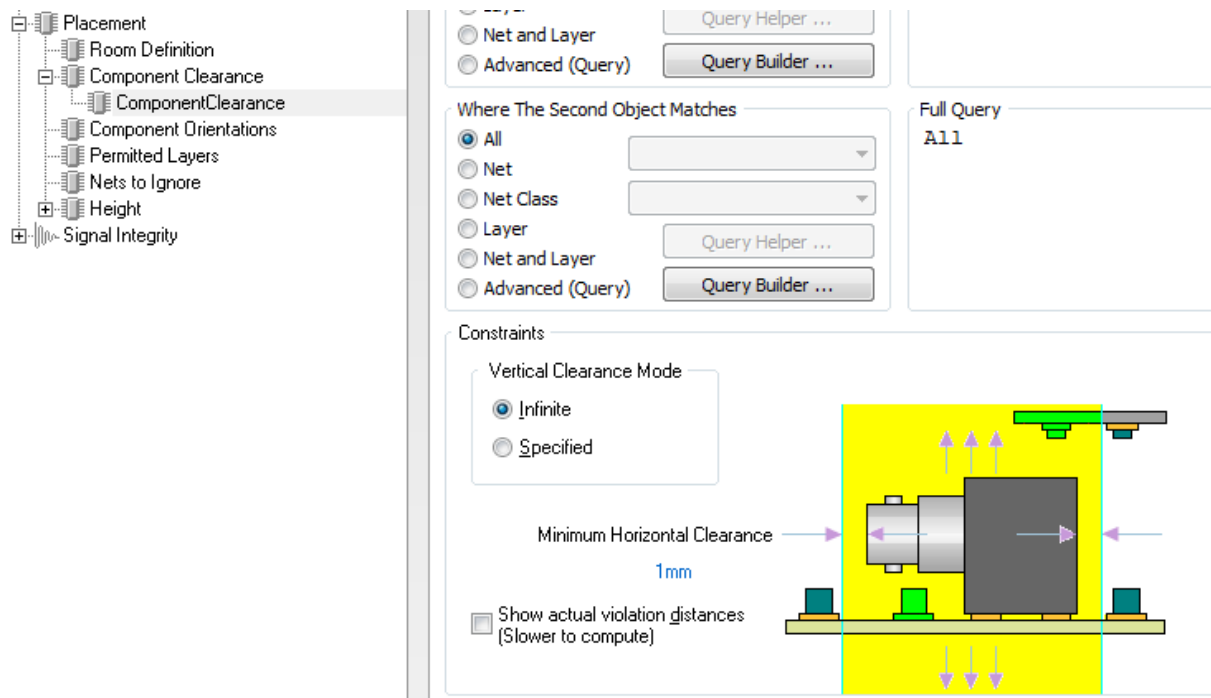 Placement
Room Definition
Component Clearance
ComponentClearance
Component Orientations
Permitted Layers
Nets to Ignore
Height
Signal Integrity
Layer
Net and Layer
Advanced (Query)
Query Helper ...
Query Builder ...
Where The Second Object Matches
All
Net
Net Class
Layer
Net and Layer
Advanced (Query)
Query Helper ...
Query Builder ...
Full Query
All
Constraints
Vertical Clearance Mode
Infinite
Specified
Minimum Horizontal Clearance
1mm
Show actual violation distances
(Slower to compute)